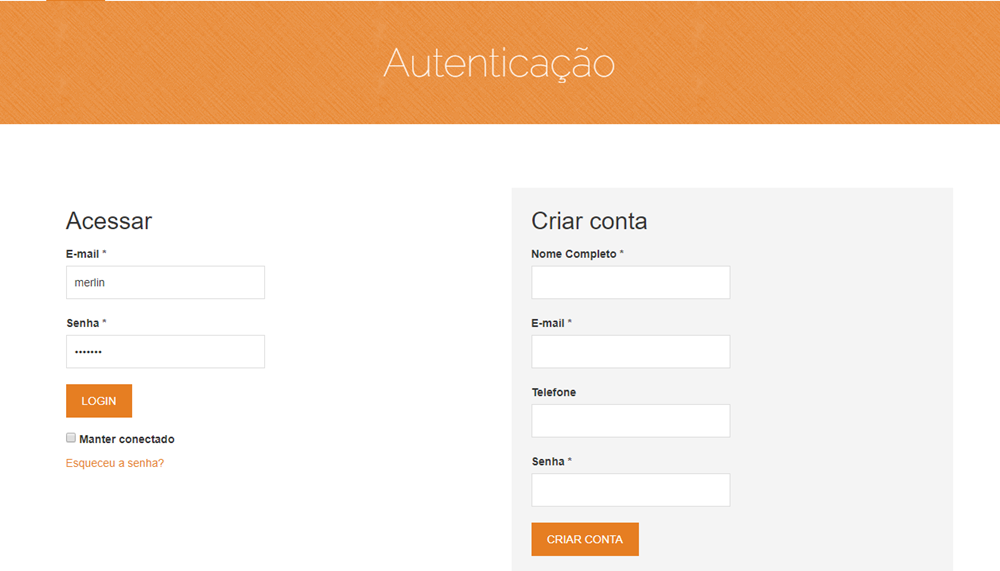 Autenticação
Acessar
E-mail *
merlin
Senha *
•••••••
LOGIN
Manter conectado
Esqueceu a senha?
Criar conta
Nome Completo *
E-mail *
Telefone
Senha *
CRIAR CONTA